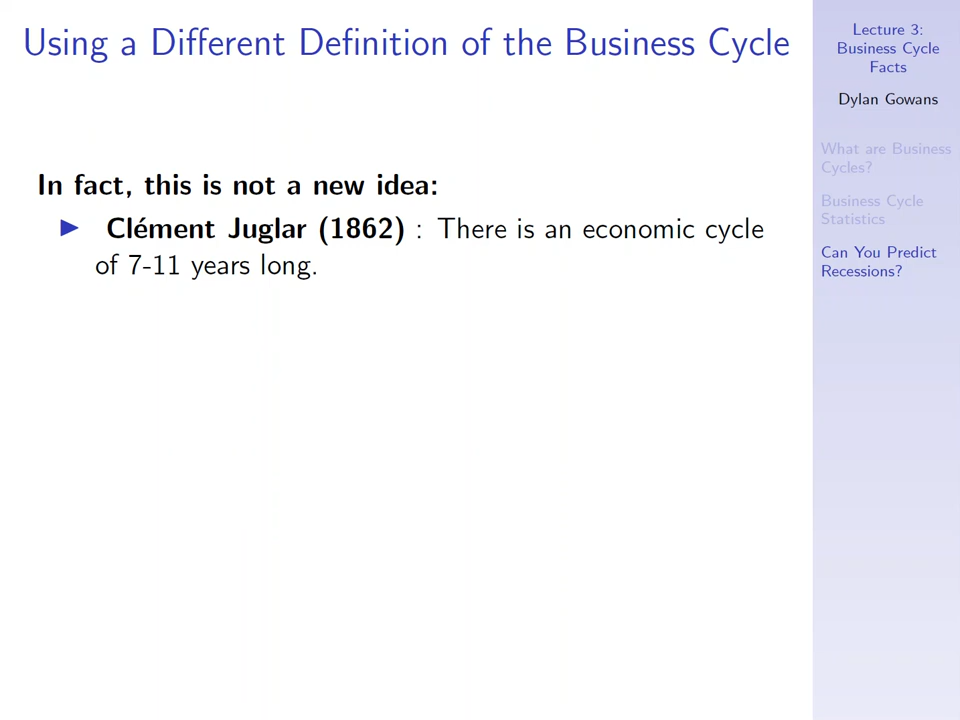 Using a Different Definition of the Business Cycle
In fact, this is not a new idea:
Clément Juglar (1862) : There is an economic cycle
of 7-11 years long.
Lecture 3:
Business Cycle
Facts
Dylan Gowans
What are Business
Cycles?
Business Cycle
Statistics
Can You Predict
Recessions?